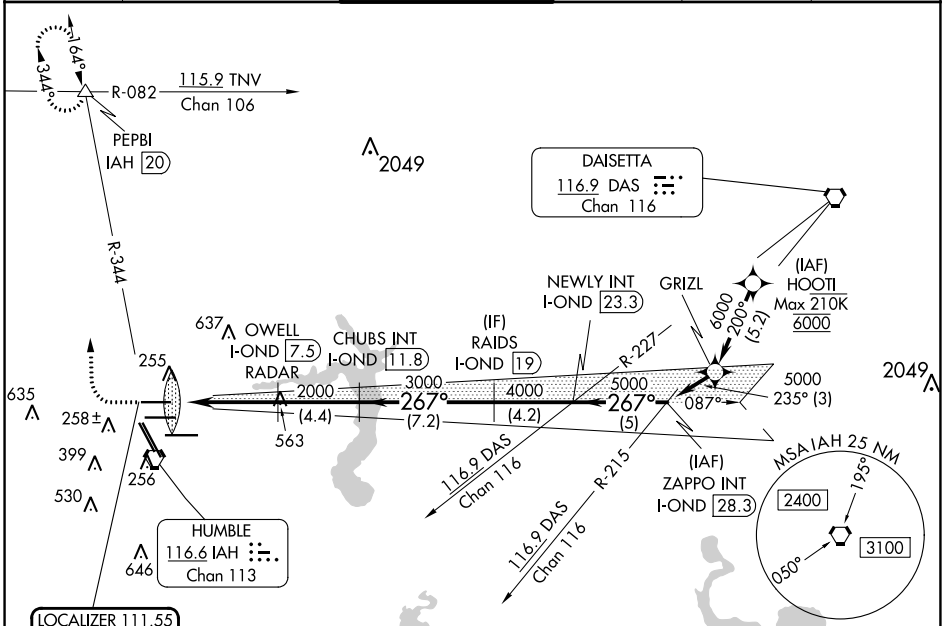 164°
344°
R-082
115.9 TNV
Chan 106
PEPBI
IAH 20
2049
DAISETTA
116.9 DAS
Chan 116
R-344
(IAF)
HOOTI
Max 210K
6000
6000
200°
(5.2)
GRIZL
NEWLY INT
I-OND 23.3
(IF)
RAIDS
I-OND 19
CHUBS INT
I-OND 11.8
OWELL
I-OND 7.5
RADAR
637
R-227
255
2000
3000
4000
5000
5000
235° (3)
2049
635
258±
267°
267°
087°
(4.4)
(7.2)
(4.2)
(5)
563
399
256
530
646
116.9 DAS
Chan 116
R-215
116.9 DAS
Chan 116
(IAF)
ZAPPO INT
I-OND 28.3
MSA IAH 25 NM
195°
2400
3100
050°
HUMBLE
116.6 IAH
Chan 113
LOCALIZER 111.55